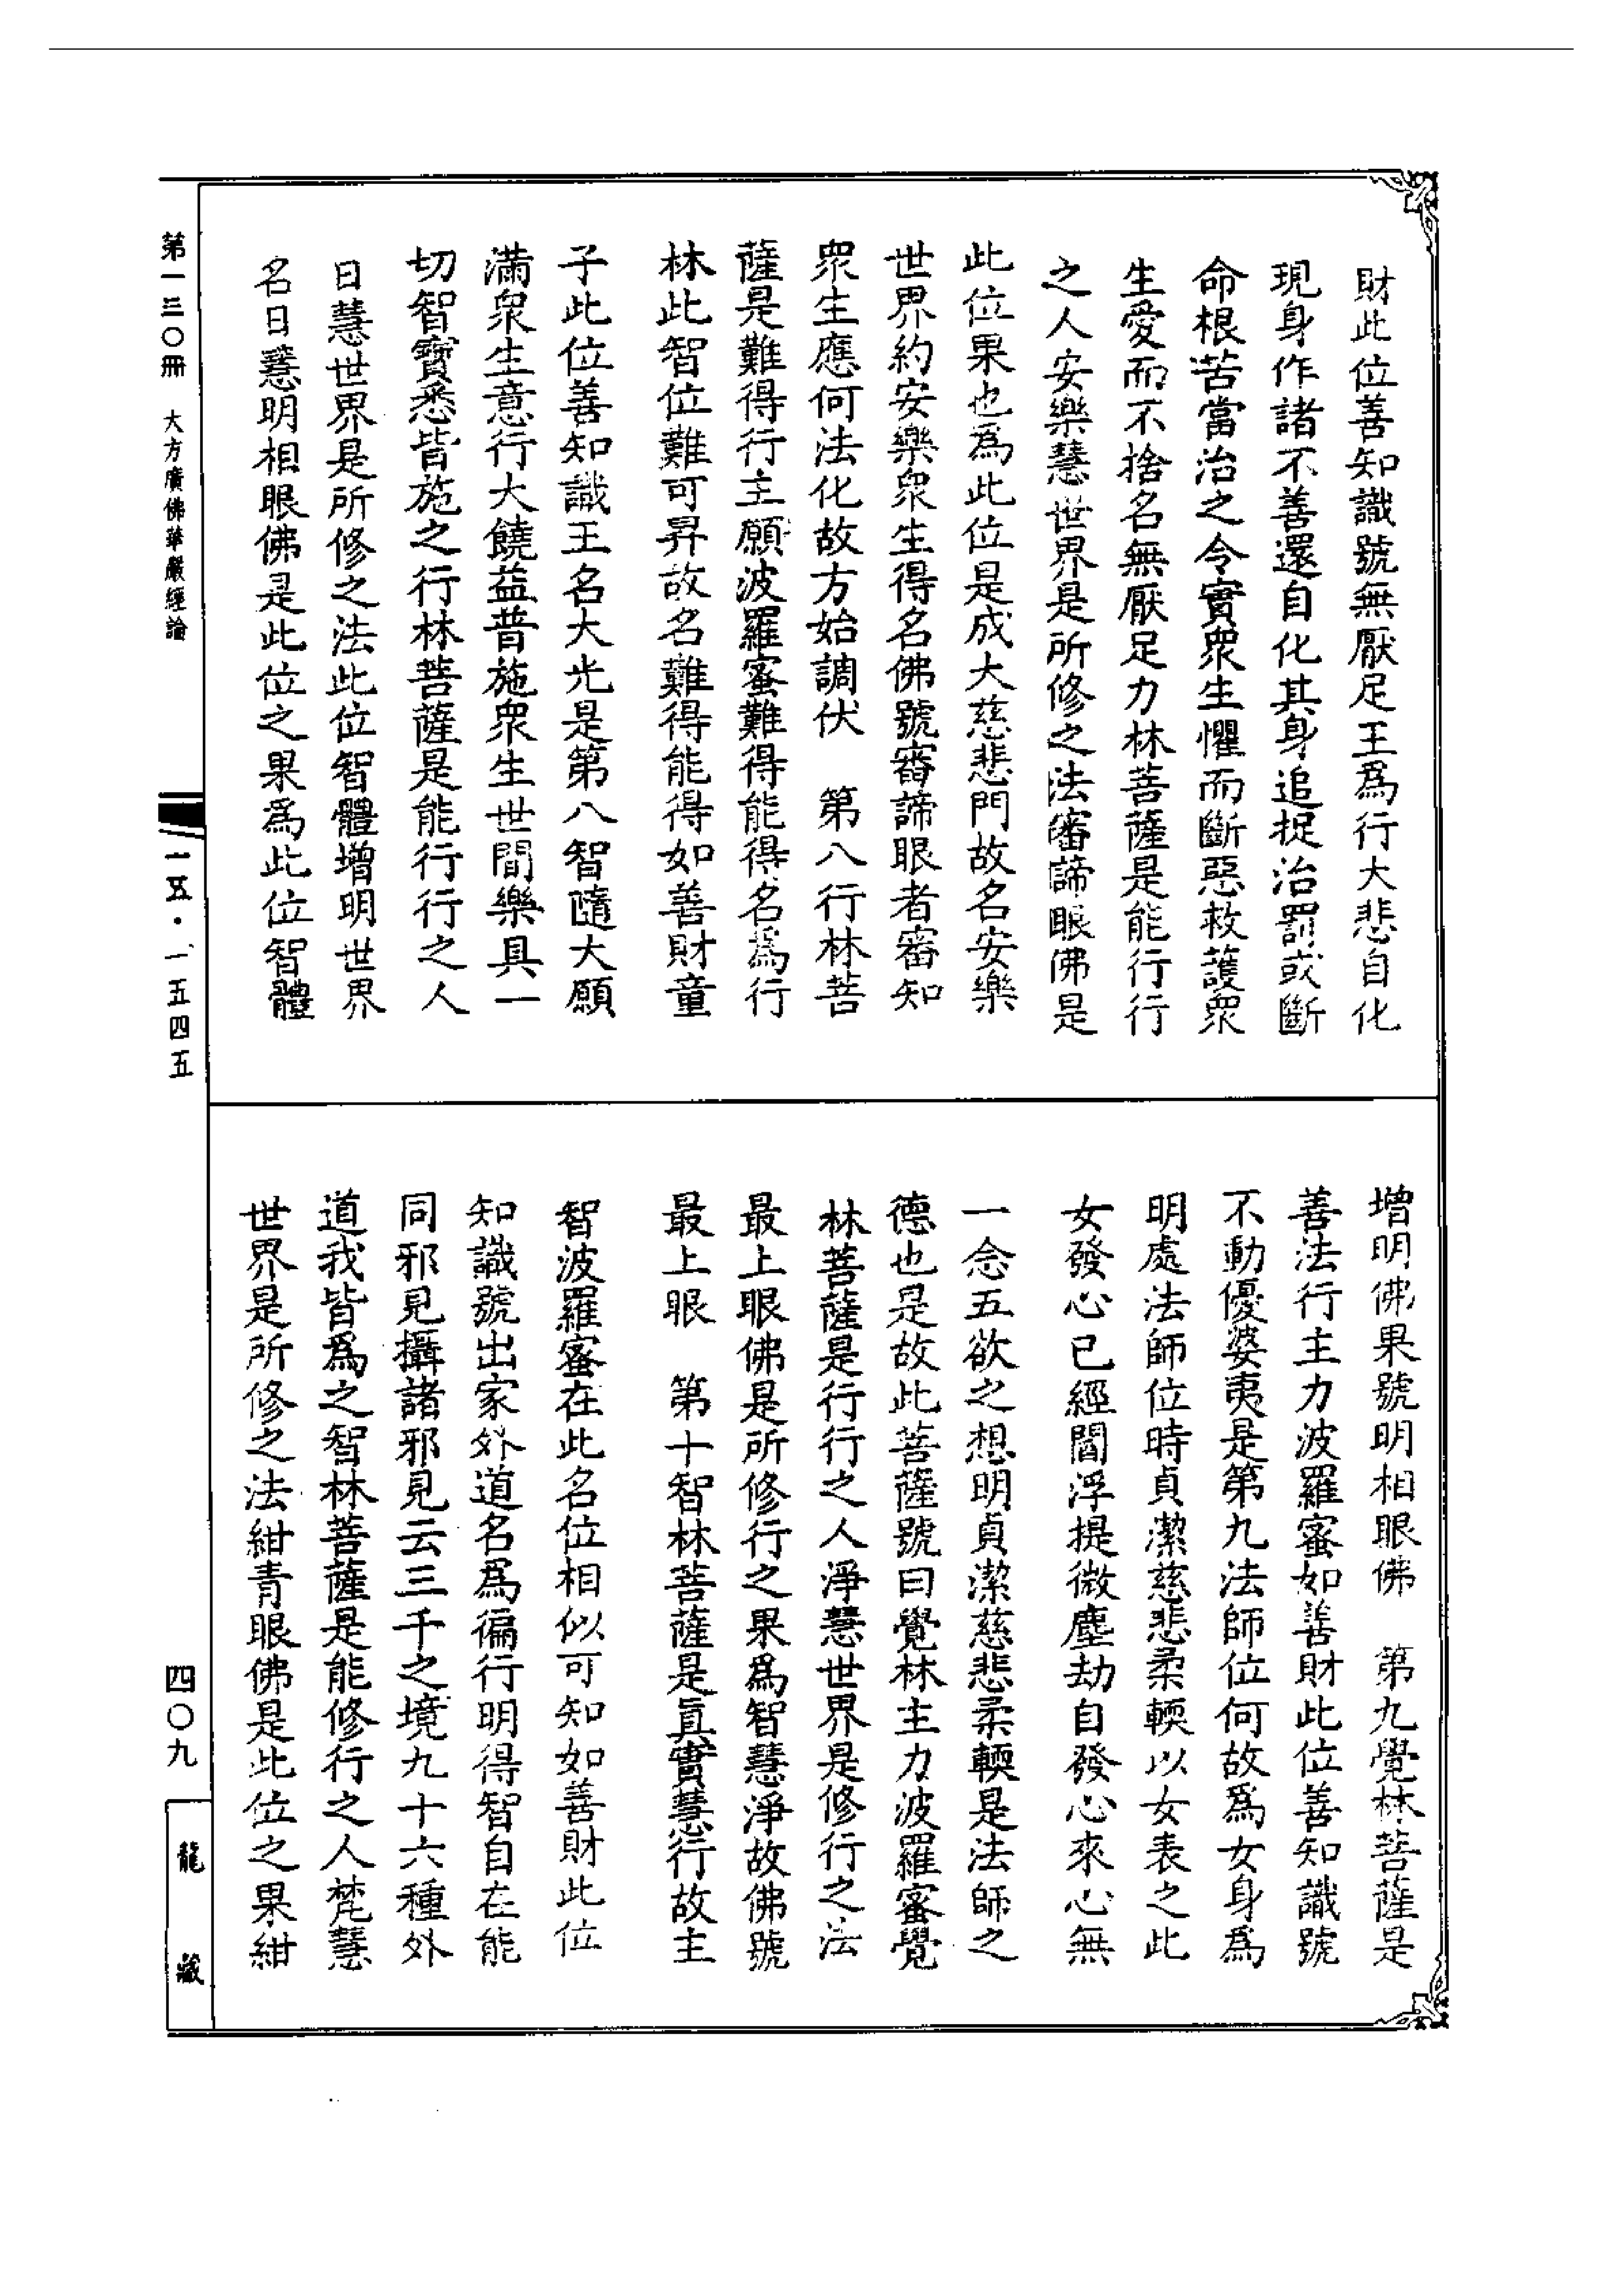 財此位善知識號無厭足王爲行大悲自化
現身作諸不善還自化其身追捉治罰或斷
命根苦當治之令實衆生懼而斷惡救護衆
生愛而不捨名無厭足力林菩薩是能行行
之人安樂慧世界是所修之法審諦眼佛是
此位果也爲此位是成大慈悲門故名安樂
世界約安樂衆生得名佛號審諦眼者審知
衆生應何法化故方始調伏　第八行林菩
薩是難得行主願波羅蜜難得能得名爲行
林此智位難可昇故名難得能得如善財童
子此位善知識王名大光是第八智隨大願
滿衆生意行大饒益普施衆生世間樂具一
切智寶悉皆施之行林菩薩是能行行之人
日慧世界是所修之法此位智體增明世界
名日慧明相眼佛是此位之果爲此位智體
增明佛果號明相眼佛　第九覺林菩薩是
善法行主力波羅蜜如善財此位善知識號
不動優婆夷是第九法師位何故爲女身爲
明處法師位時貞潔慈悲柔輭以女表之此
女發心已經閻浮提微塵劫自發心來心無
一念五欲之想明貞潔慈悲柔輭是法師之
德也是故此菩薩號曰覺林主力波羅蜜覺
林菩薩是行行之人淨慧世界是修行之法
最上眼佛是所修行之果爲智慧淨故佛號
最上眼　第十智林菩薩是眞實慧行故主
智波羅蜜在此名位相似可知如善財此位
知識號出家外道名爲徧行明得智自在能
同邪見攝諸邪見云三千之境九十六種外
道我皆爲之智林菩薩是能修行之人梵慧
世界是所修之法紺青眼佛是此位之果紺
第一三〇冊　大方廣佛華嚴經論
一五·一五四五
四〇九
龍藏